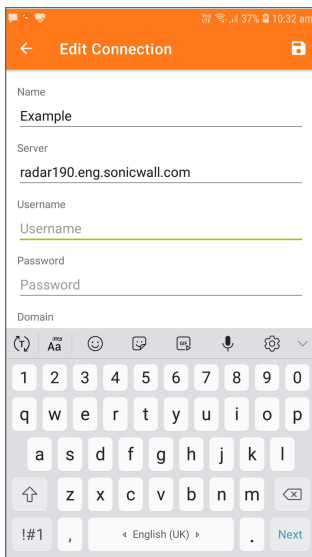 VoLTE 37% 10:32 am
Edit Connection
Name
Example
Server
radar190.eng.sonicwall.com
Username
Username
Password
Password
Domain
Aa GIF
1 2 3 4 5 6 7 8 9 0
q w e r t y u i o p
a s d f g h j k l
z x c v b n m
!#1 , English (UK) . Next